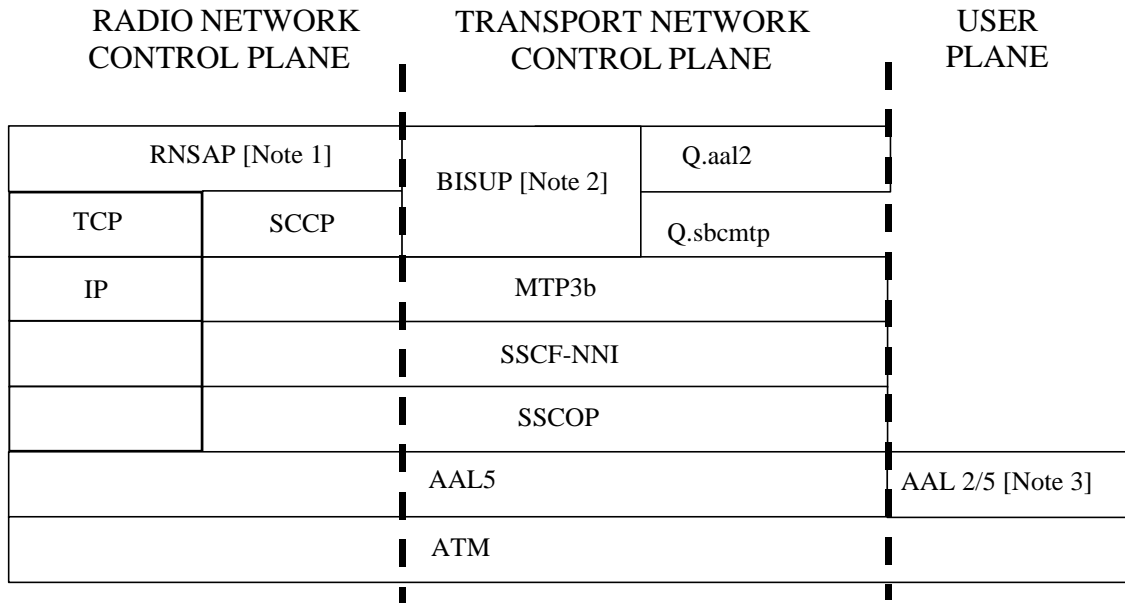 RADIO NETWORK
CONTROL PLANE
TRANSPORT NETWORK
CONTROL PLANE
USER
PLANE
RNSAP [Note 1]
BISUP [Note 2]
Q.aal2
TCP
SCCP
Q.sbcmtp
IP
MTP3b
SSCF-NNI
SSCOP
AAL5
AAL 2/5 [Note 3]
ATM